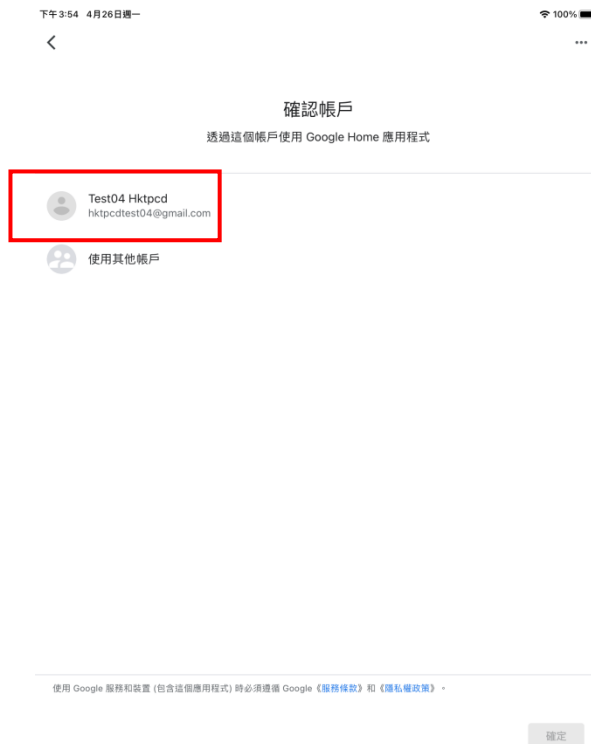 下午3:54 4月26日週一 100%
確認帳戶
透過這個帳戶使用 Google Home 應用程式
Test04 Hktpcd
hktpcdtest04@gmail.com
使用其他帳戶
使用 Google 服務和裝置 (包含這個應用程式) 時必須遵循 Google《服務條款》和《隱私權政策》。
確定